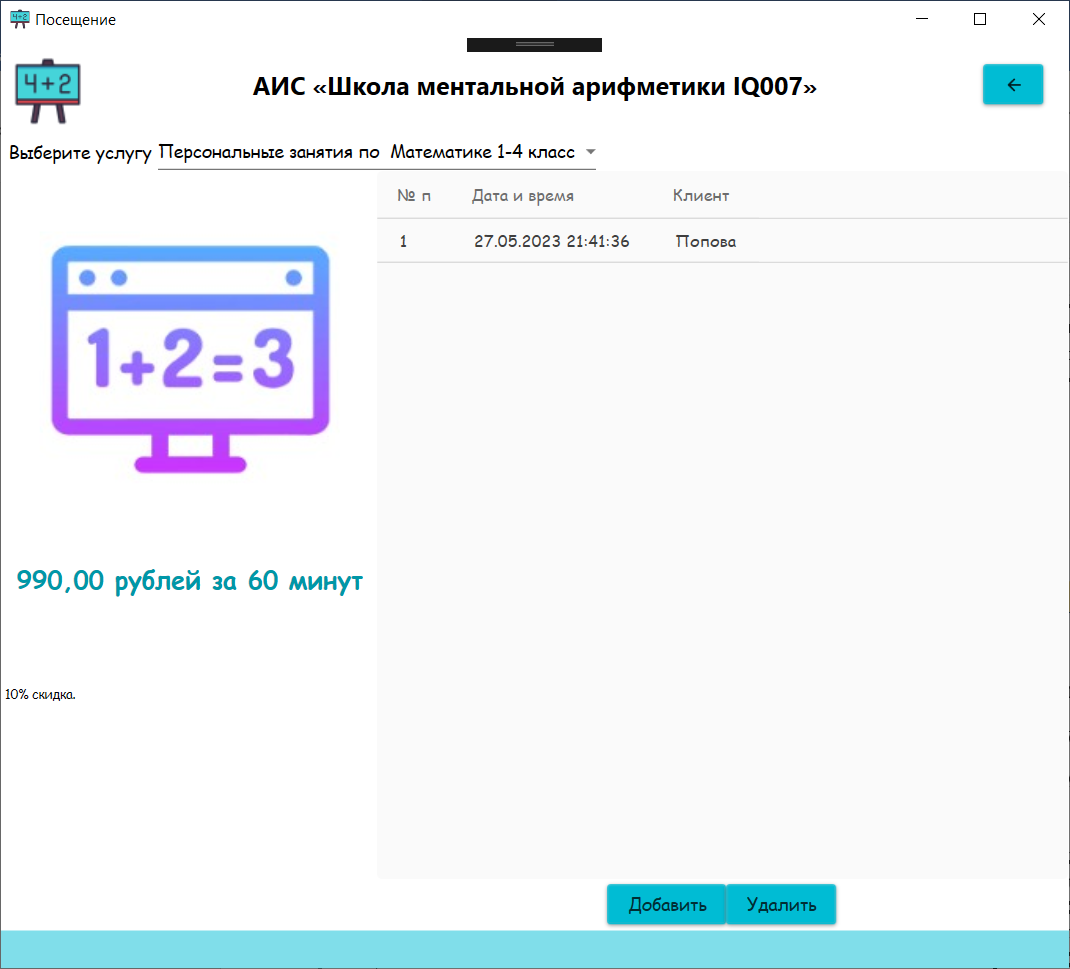 Посещение
4+2
АИС «Школа ментальной арифметики IQ007»
Выберите услугу Персональные занятия по Математике 1-4 класс
№ п Дата и время Клиент
1 27.05.2023 21:41:36 Попова
1+2=3
990,00 рублей за 60 минут
10% скидка.
Добавить Удалить